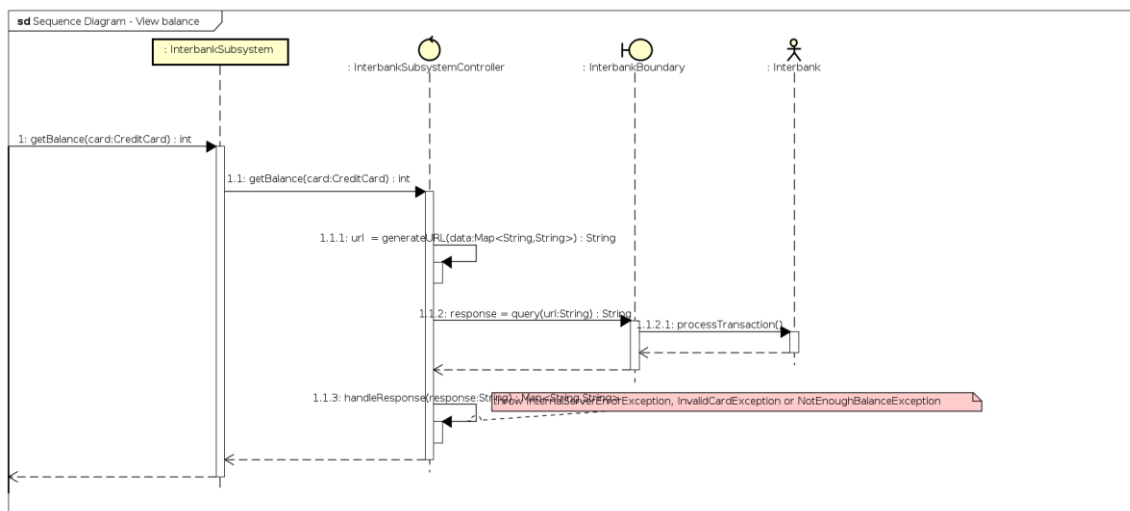 sd Sequence Diagram - View balance
: InterbankSubsystem
: InterbankSubsystemController
: InterbankBoundary
: Interbank
1: getBalance(card:CreditCard) : int
1.1: getBalance(card:CreditCard) : int
1.1.1: url = generateURL(data:Map<String,String>) : String
1.1.2: response = query(url:String) : String
1.1.2.1: processTransaction()
1.1.3: handleResponse(response:String) : Map<String,String>
throw InternalServerErrorException, InvalidCardException or NotEnoughBalanceException